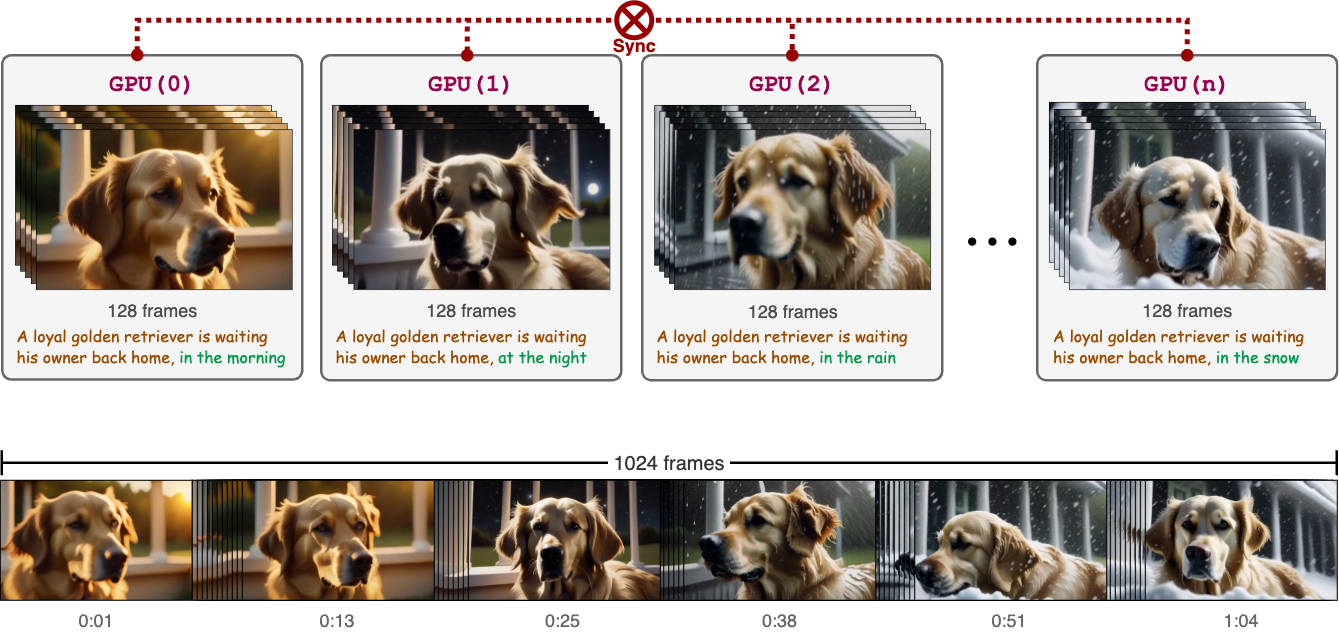 Sync
GPU(0)
128 frames
A loyal golden retriever is waiting
his owner back home, in the morning
GPU(1)
128 frames
A loyal golden retriever is waiting
his owner back home, at the night
GPU(2)
128 frames
A loyal golden retriever is waiting
his owner back home, in the rain
GPU(n)
128 frames
A loyal golden retriever is waiting
his owner back home, in the snow
1024 frames
0:01
0:13
0:25
0:38
0:51
1:04